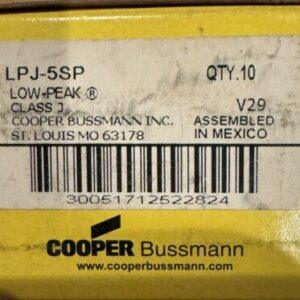 LPJ-5SP QTY.10
LOW-PEAK ®
CLASS J V29
COOPER BUSSMANN INC. ASSEMBLED
ST. LOUIS MO 63178 IN MEXICO
30051712522824
COOPER Bussmann
www.cooperbussmann.com